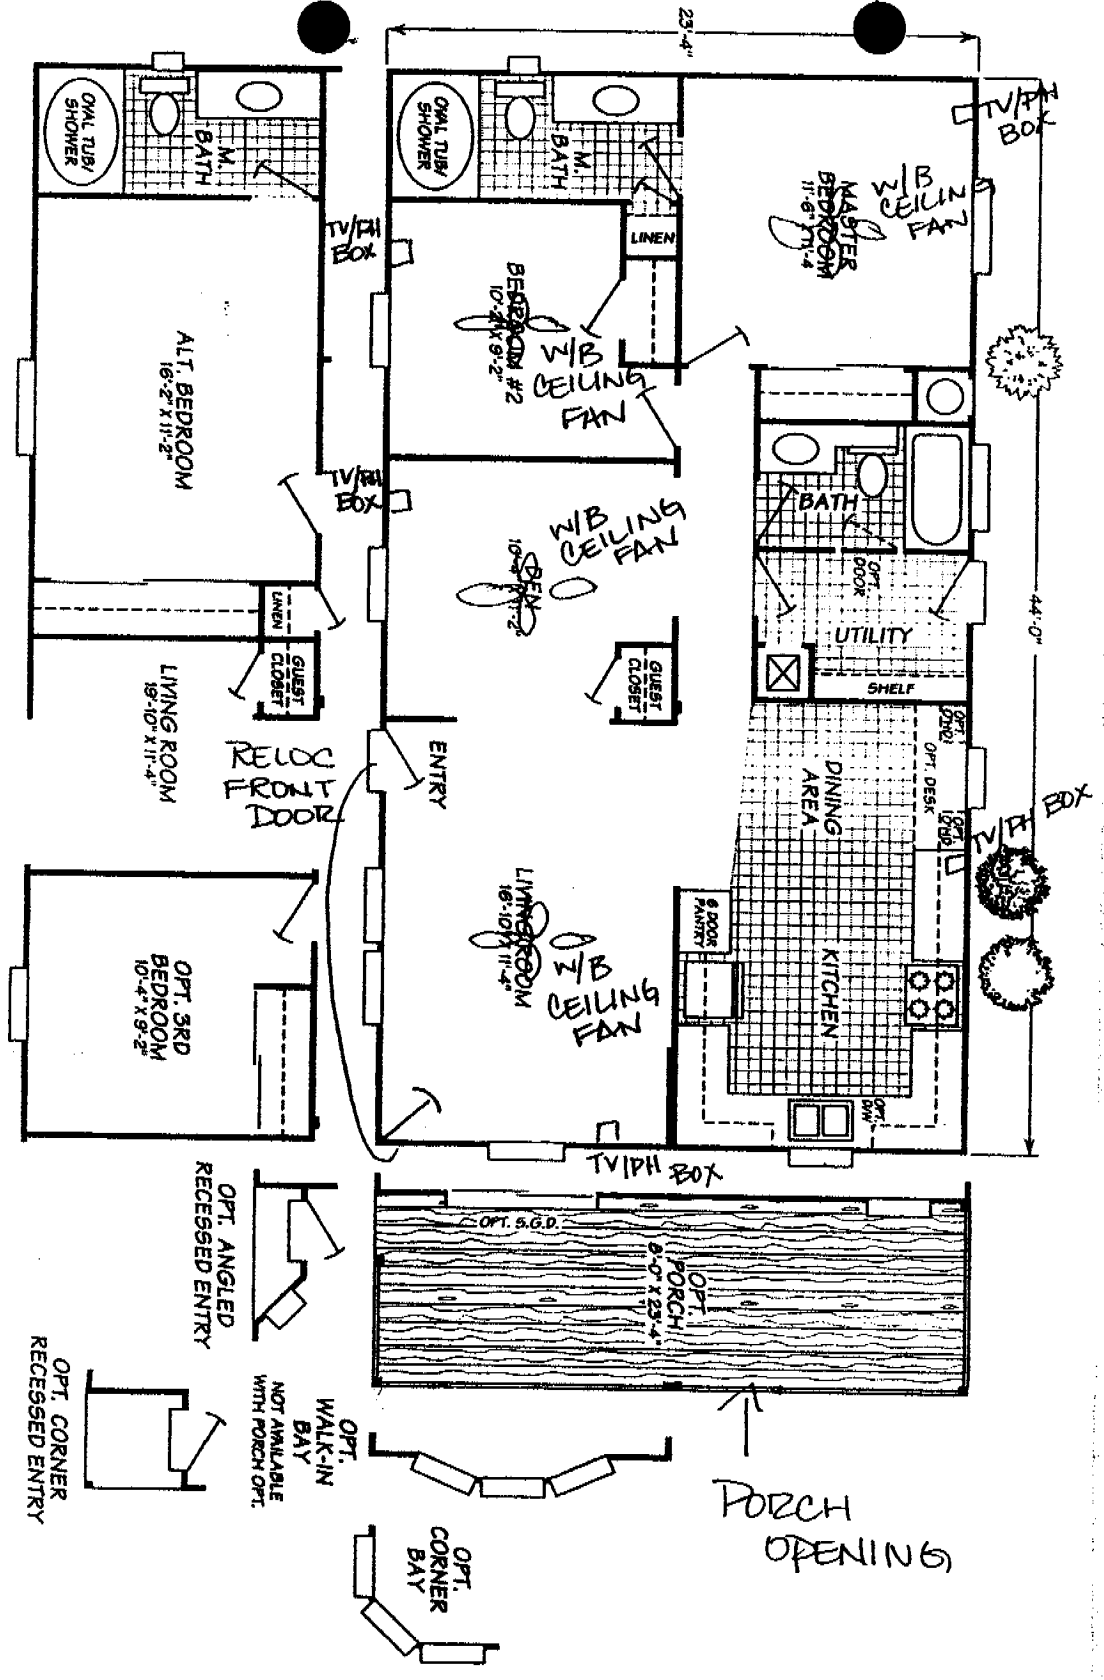 23'-4"
44'-0"
TV/PH
BOX
W/B
CEILIN
FAN
MASTER
BEDROOM
11'-6" X 11'-4
OVAL TUB/
SHOWER
M.
BATH
OVAL TUB/
SHOWER
M.
BATH
LINEN
TV/PH
BOX
BEDROOM #2
10'-2" X 9'-2"
W/B
CEILING
FAN
ALT. BEDROOM
16'-2" X 11'-2"
TV/PH
BOX
W/B
CEILING
FAN
DEN
BATH
OPT.
DOOR
UTILITY
SHELF
LINEN
GUEST
CLOSET
GUEST
CLOSET
LIVING ROOM
19'-10" X 11'-4"
RELOC
FRONT
DOOR
ENTRY
DINING
AREA
OPT. DESK
OPT.
OHD
OPT.
OHD
TV/PH BOX
6 DOOR
PANTRY
KITCHEN
LIVING ROOM
16'-10" X 11'-4"
W/B
CEILING
FAN
OPT. 3RD
BEDROOM
10'-4" X 9'-2"
OPT.
D/W
TV/PH BOX
OPT. S.G.D.
OPT.
PORCH
8'-0" X 23'-4"
OPT. ANGLED
RECESSED ENTRY
OPT. CORNER
RECESSED ENTRY
OPT.
WALK-IN
BAY
NOT AVAILABLE
WITH PORCH OPT.
OPT.
CORNER
BAY
PORCH
OPENING